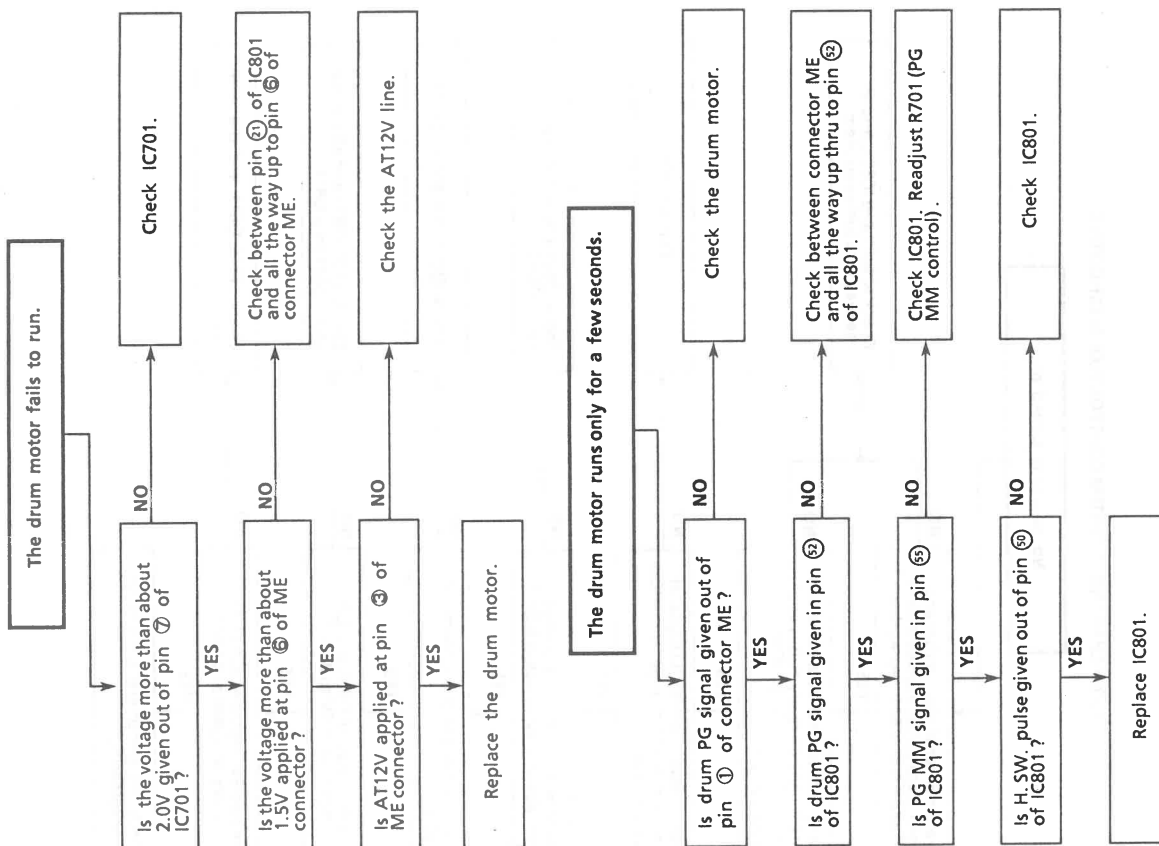 The drum motor fails to run.
Is the voltage more than about
2.0V given out of pin ⑦ of
IC701 ?
NO
Check IC701.
YES
Is the voltage more than about
1.5V applied at pin ⑥ of ME
connector ?
NO
Check between pin ㉑ of IC801
and all the way up to pin ⑥ of
connector ME.
YES
Is AT12V applied at pin ③ of
ME connector ?
NO
Check the AT12V line.
YES
Replace the drum motor.
The drum motor runs only for a few seconds.
Is drum PG signal given out of
pin ① of connector ME ?
NO
Check the drum motor.
YES
Is drum PG signal given in pin 52
of IC801 ?
NO
Check between connector ME
and all the way up thru to pin 52
of IC801.
YES
Is PG MM signal given in pin 55
of IC801 ?
NO
Check IC801. Readjust R701 (PG
MM control).
YES
Is H.SW. pulse given out of pin ㊿
of IC801 ?
NO
Check IC801.
YES
Replace IC801.